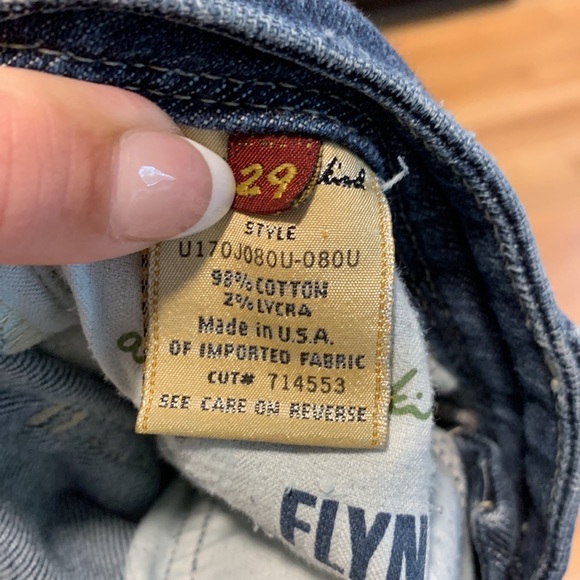 29 kind
STYLE
U170J080U-080U
98% COTTON
2% LYCRA
Made in U.S.A.
OF IMPORTED FABRIC
CUT# 714553
SEE CARE ON REVERSE
FLYN